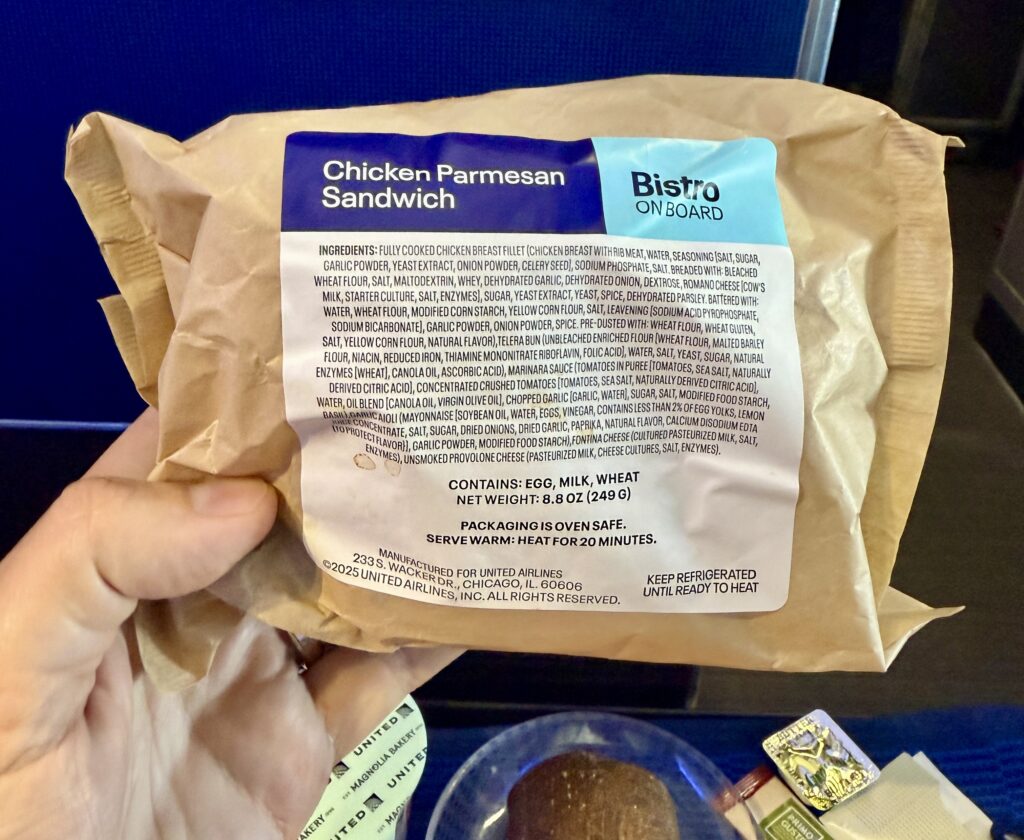 Chicken Parmesan
Sandwich
Bistro
ON BOARD
INGREDIENTS: FULLY COOKED CHICKEN BREAST FILLET (CHICKEN BREAST WITH RIB MEAT, WATER, SEASONING [SALT, SUGAR,
GARLIC POWDER, YEAST EXTRACT, ONION POWDER, CELERY SEED], SODIUM PHOSPHATE, SALT. BREADED WITH: BLEACHED
WHEAT FLOUR, SALT, MALTODEXTRIN, WHEY, DEHYDRATED GARLIC, DEHYDRATED ONION, DEXTROSE, ROMANO CHEESE [COW'S
MILK, STARTER CULTURE, SALT, ENZYMES], SUGAR, YEAST EXTRACT, YEAST, SPICE, DEHYDRATED PARSLEY. BATTERED WITH:
WATER, WHEAT FLOUR, MODIFIED CORN STARCH, YELLOW CORN FLOUR, SALT, LEAVENING [SODIUM ACID PYROPHOSPHATE,
SODIUM BICARBONATE], GARLIC POWDER, ONION POWDER, SPICE. PRE-DUSTED WITH: WHEAT FLOUR, WHEAT GLUTEN,
SALT, YELLOW CORN FLOUR, NATURAL FLAVOR),TELERA BUN (UNBLEACHED ENRICHED FLOUR [WHEAT FLOUR, MALTED BARLEY
FLOUR, NIACIN, REDUCED IRON, THIAMINE MONONITRATE RIBOFLAVIN, FOLIC ACID], WATER, SALT, YEAST, SUGAR, NATURAL
ENZYMES [WHEAT], CANOLA OIL, ASCORBIC ACID), MARINARA SAUCE (TOMATOES IN PUREE [TOMATOES, SEA SALT, NATURALLY
DERIVED CITRIC ACID], CONCENTRATED CRUSHED TOMATOES [TOMATOES, SEA SALT, NATURALLY DERIVED CITRIC ACID],
WATER, OIL BLEND [CANOLA OIL, VIRGIN OLIVE OIL], CHOPPED GARLIC [GARLIC, WATER], SUGAR, SALT, MODIFIED FOOD STARCH,
BASIL),GARLIC AIOLI (MAYONNAISE [SOYBEAN OIL, WATER, EGGS, VINEGAR, CONTAINS LESS THAN 2% OF EGG YOLKS, LEMON
JUICE CONCENTRATE, SALT, SUGAR, DRIED ONIONS, DRIED GARLIC, PAPRIKA, NATURAL FLAVOR, CALCIUM DISODIUM EDTA
(TO PROTECT FLAVOR)], GARLIC POWDER, MODIFIED FOOD STARCH),FONTINA CHEESE (CULTURED PASTEURIZED MILK, SALT,
ENZYMES), UNSMOKED PROVOLONE CHEESE (PASTEURIZED MILK, CHEESE CULTURES, SALT, ENZYMES).
CONTAINS: EGG, MILK, WHEAT
NET WEIGHT: 8.8 OZ (249 G)
PACKAGING IS OVEN SAFE.
SERVE WARM: HEAT FOR 20 MINUTES.
MANUFACTURED FOR UNITED AIRLINES
233 S. WACKER DR., CHICAGO, IL 60606
©2025 UNITED AIRLINES, INC. ALL RIGHTS RESERVED.
KEEP REFRIGERATED
UNTIL READY TO HEAT
UNITED
MAGNOLIA BAKERY
UNITED
UNITED
BAKERY
PRIMO
GUSTO